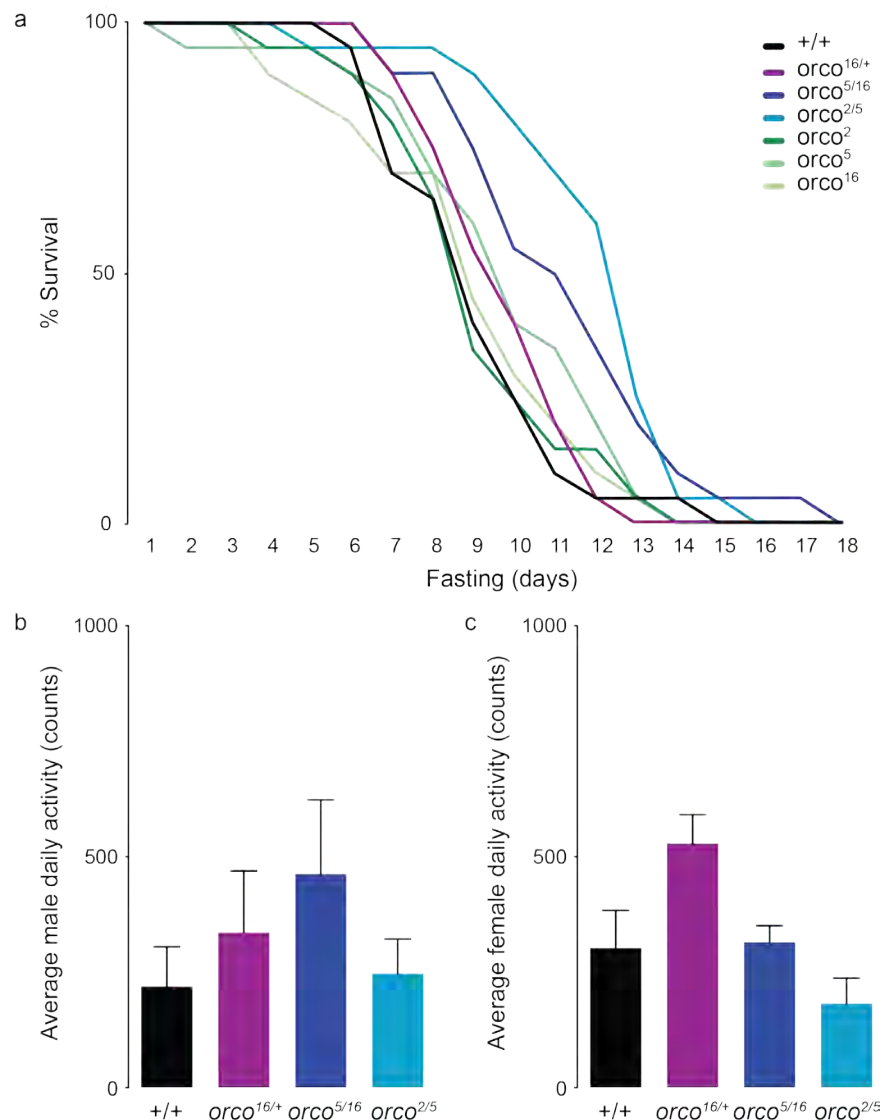 a
100
50
0
% Survival
+/+
orco16/+
orco5/16
orco2/5
orco2
orco5
orco16
1 2 3 4 5 6 7 8 9 10 11 12 13 14 15 16 17 18
Fasting (days)
b
1000
500
0
Average male daily activity (counts)
+/+ orco16/+ orco5/16 orco2/5
c
1000
500
0
Average female daily activity (counts)
+/+ orco16/+ orco5/16 orco2/5